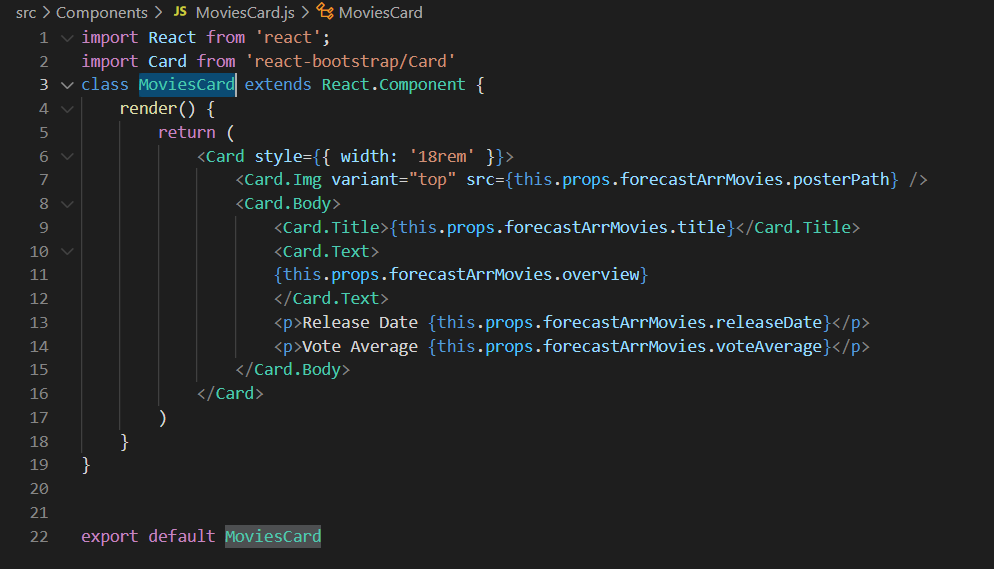 src > Components > JS MoviesCard.js > MoviesCard
1 import React from 'react';
2 import Card from 'react-bootstrap/Card'
3 class MoviesCard extends React.Component {
4     render() {
5         return (
6             <Card style={{ width: '18rem' }}>
7                 <Card.Img variant="top" src={this.props.forecastArrMovies.posterPath} />
8                 <Card.Body>
9                     <Card.Title>{this.props.forecastArrMovies.title}</Card.Title>
10                     <Card.Text>
11                     {this.props.forecastArrMovies.overview}
12                     </Card.Text>
13                     <p>Release Date {this.props.forecastArrMovies.releaseDate}</p>
14                     <p>Vote Average {this.props.forecastArrMovies.voteAverage}</p>
15                 </Card.Body>
16             </Card>
17         )
18     }
19 }
20
21
22 export default MoviesCard